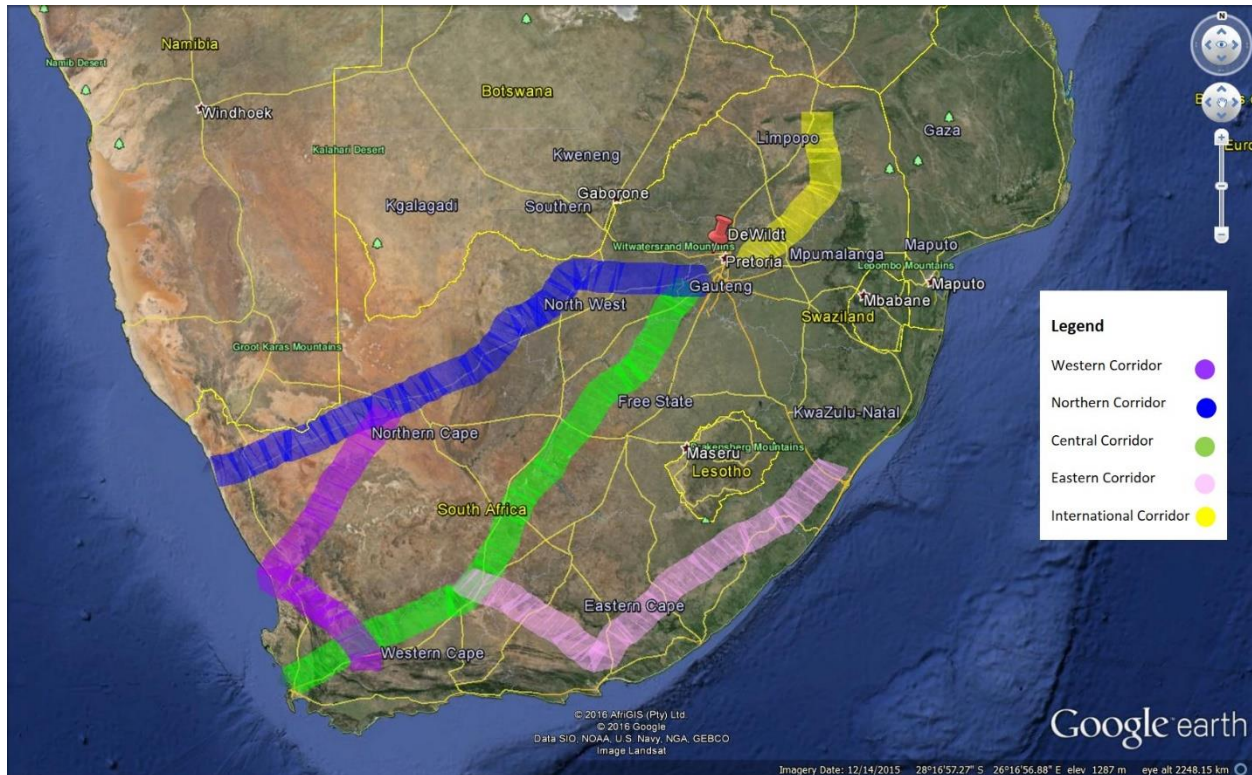 Namibia
Namib Desert
Windhoek
Botswana
Kalahari Desert
Kweneng
Limpopo
Gaza
Kgalagadi
Southern
Gaborone
DeWildt
Witwatersrand Mountains
Pretoria
Mpumalanga
Maputo
Lebombo Mountains
Gauteng
Mbabane
Maputo
North West
Swaziland
Groot Karas Mountains
Free State
KwaZulu-Natal
Northern Cape
Maseru
Drakensberg Mountains
Lesotho
South Africa
Eastern Cape
Western Cape
N
Legend
Western Corridor
Northern Corridor
Central Corridor
Eastern Corridor
International Corridor
© 2016 AfriGIS (Pty) Ltd.
© 2016 Google
Data SIO, NOAA, U.S. Navy, NGA, GEBCO
Image Landsat
Google earth
Imagery Date: 12/14/2015 28°16'57.27" S 26°16'56.88" E elev 1287 m eye alt 2248.15 km